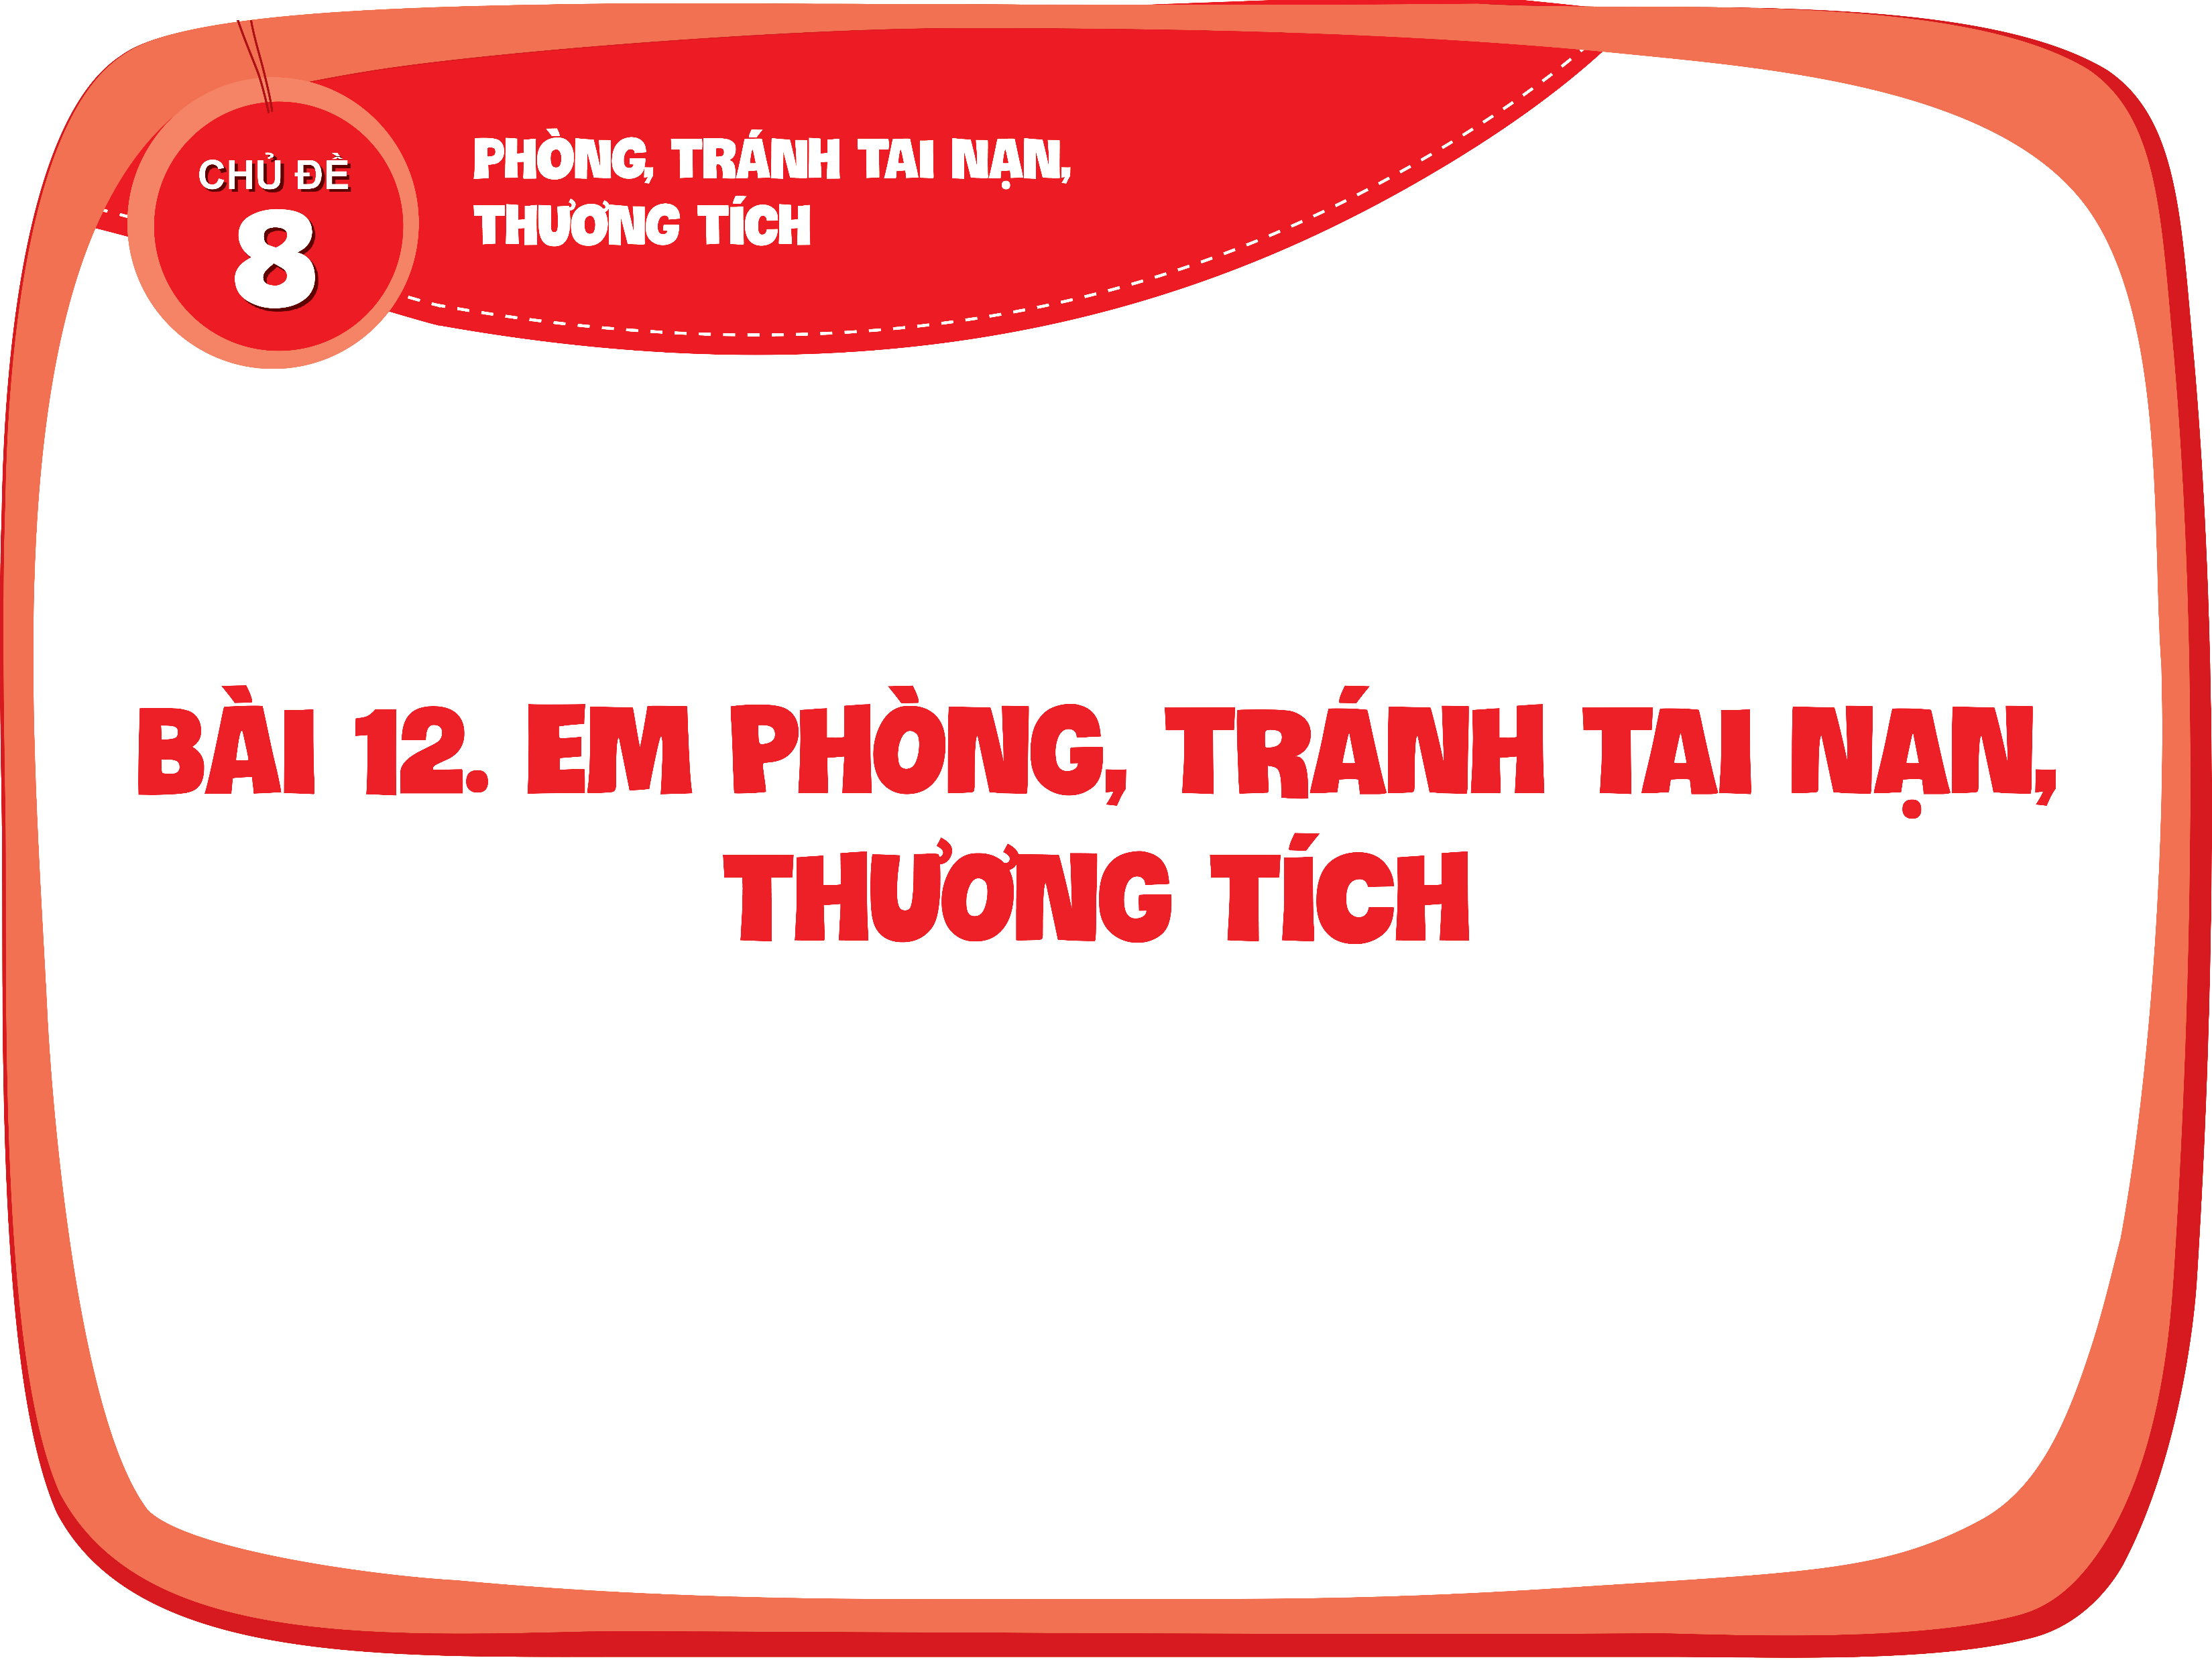 CHỦ ĐỀ
8
PHÒNG, TRÁNH TAI NẠN,
THƯƠNG TÍCH
BÀI 12. EM PHÒNG, TRÁNH TAI NẠN,
THƯƠNG TÍCH